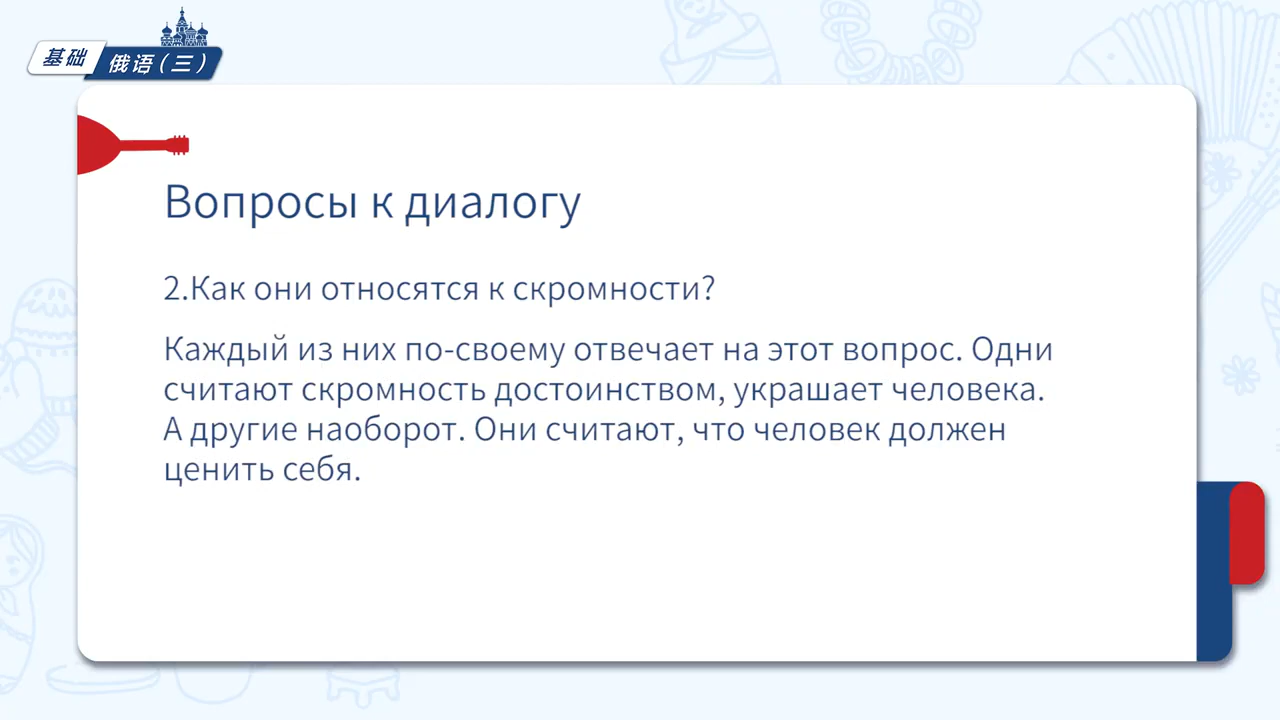 基础
俄语（三）
Вопросы к диалогу
2.Как они относятся к скромности?
Каждый из них по-своему отвечает на этот вопрос. Одни
считают скромность достоинством, украшает человека.
А другие наоборот. Они считают, что человек должен
ценить себя.